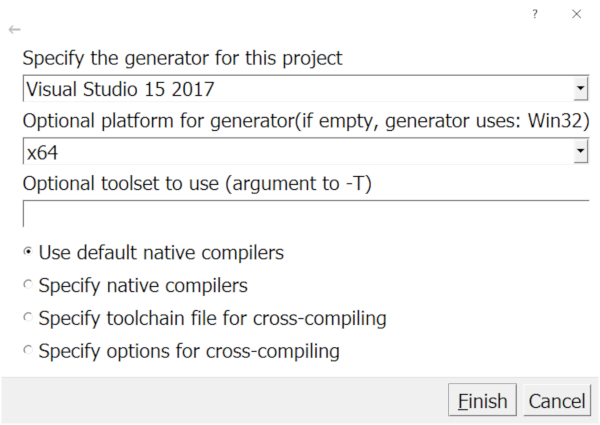 ?
Specify the generator for this project
Visual Studio 15 2017
Optional platform for generator(if empty, generator uses: Win32)
x64
Optional toolset to use (argument to -T)
Use default native compilers
Specify native compilers
Specify toolchain file for cross-compiling
Specify options for cross-compiling
Finish Cancel